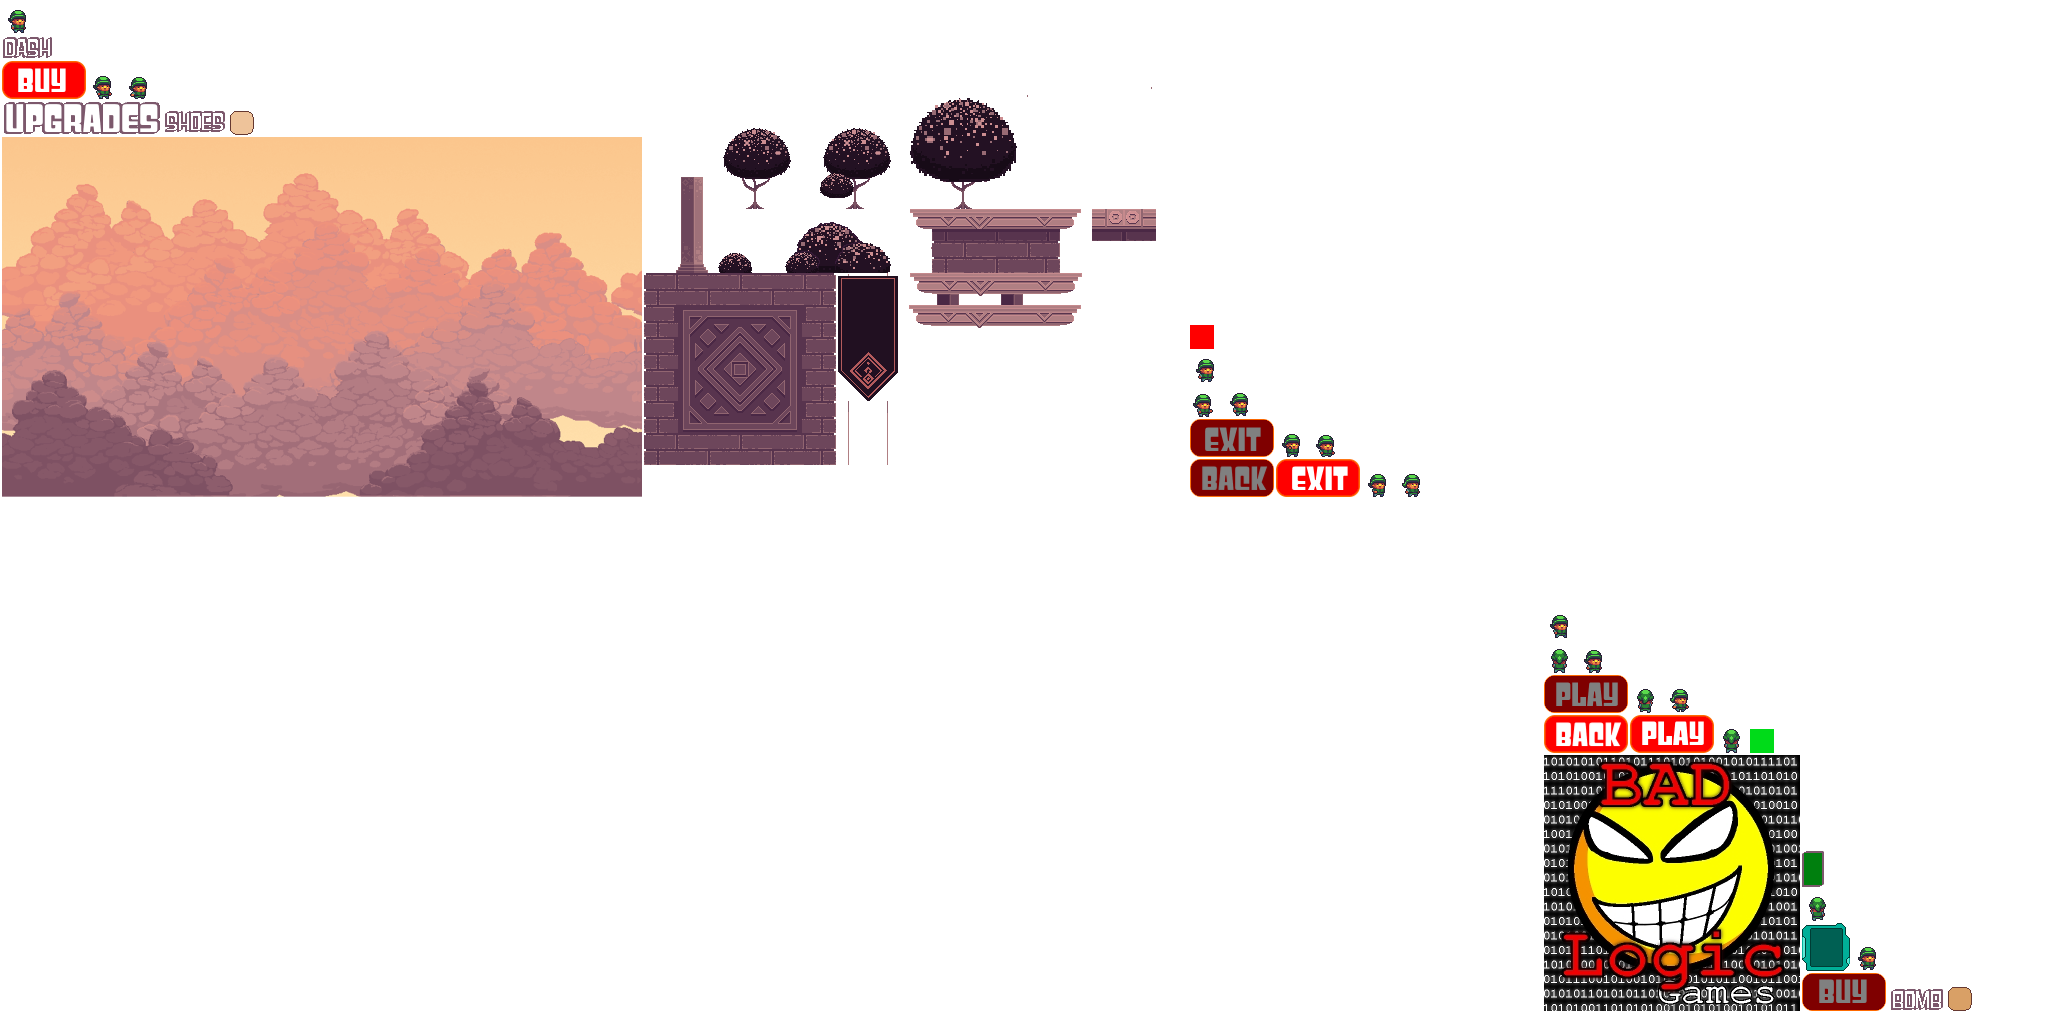 DASH
BUY
UPGRADES SHOES
EXIT
BACK EXIT
PLAY
BACK PLAY
BAD
Logic
Games
BUY BOMB